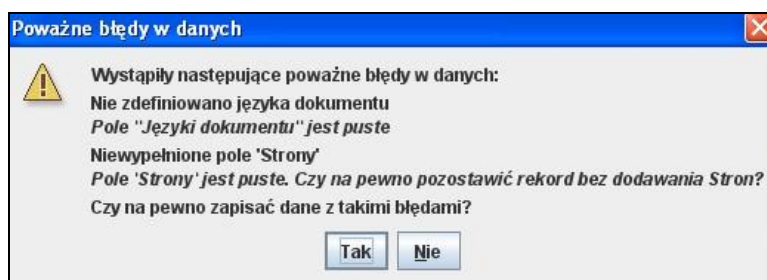 Poważne błędy w danych
Wystąpiły następujące poważne błędy w danych:
Nie zdefiniowano języka dokumentu
Pole "Języki dokumentu" jest puste
Niewypełnione pole 'Strony'
Pole 'Strony' jest puste. Czy na pewno pozostawić rekord bez dodawania Stron?
Czy na pewno zapisać dane z takimi błędami?
Tak Nie